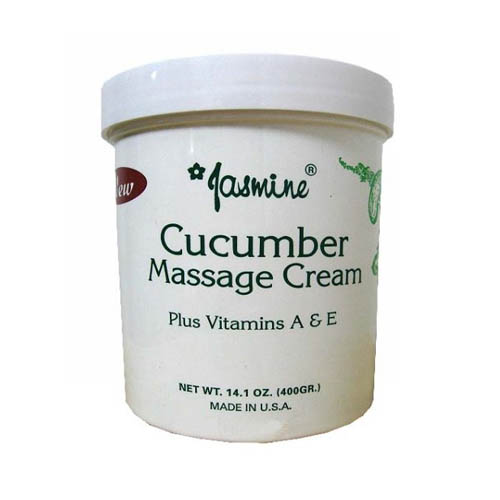 Jasmine®
Cucumber
Massage Cream
Plus Vitamins A & E
NET WT. 14.1 OZ. (400GR.)
MADE IN U.S.A.